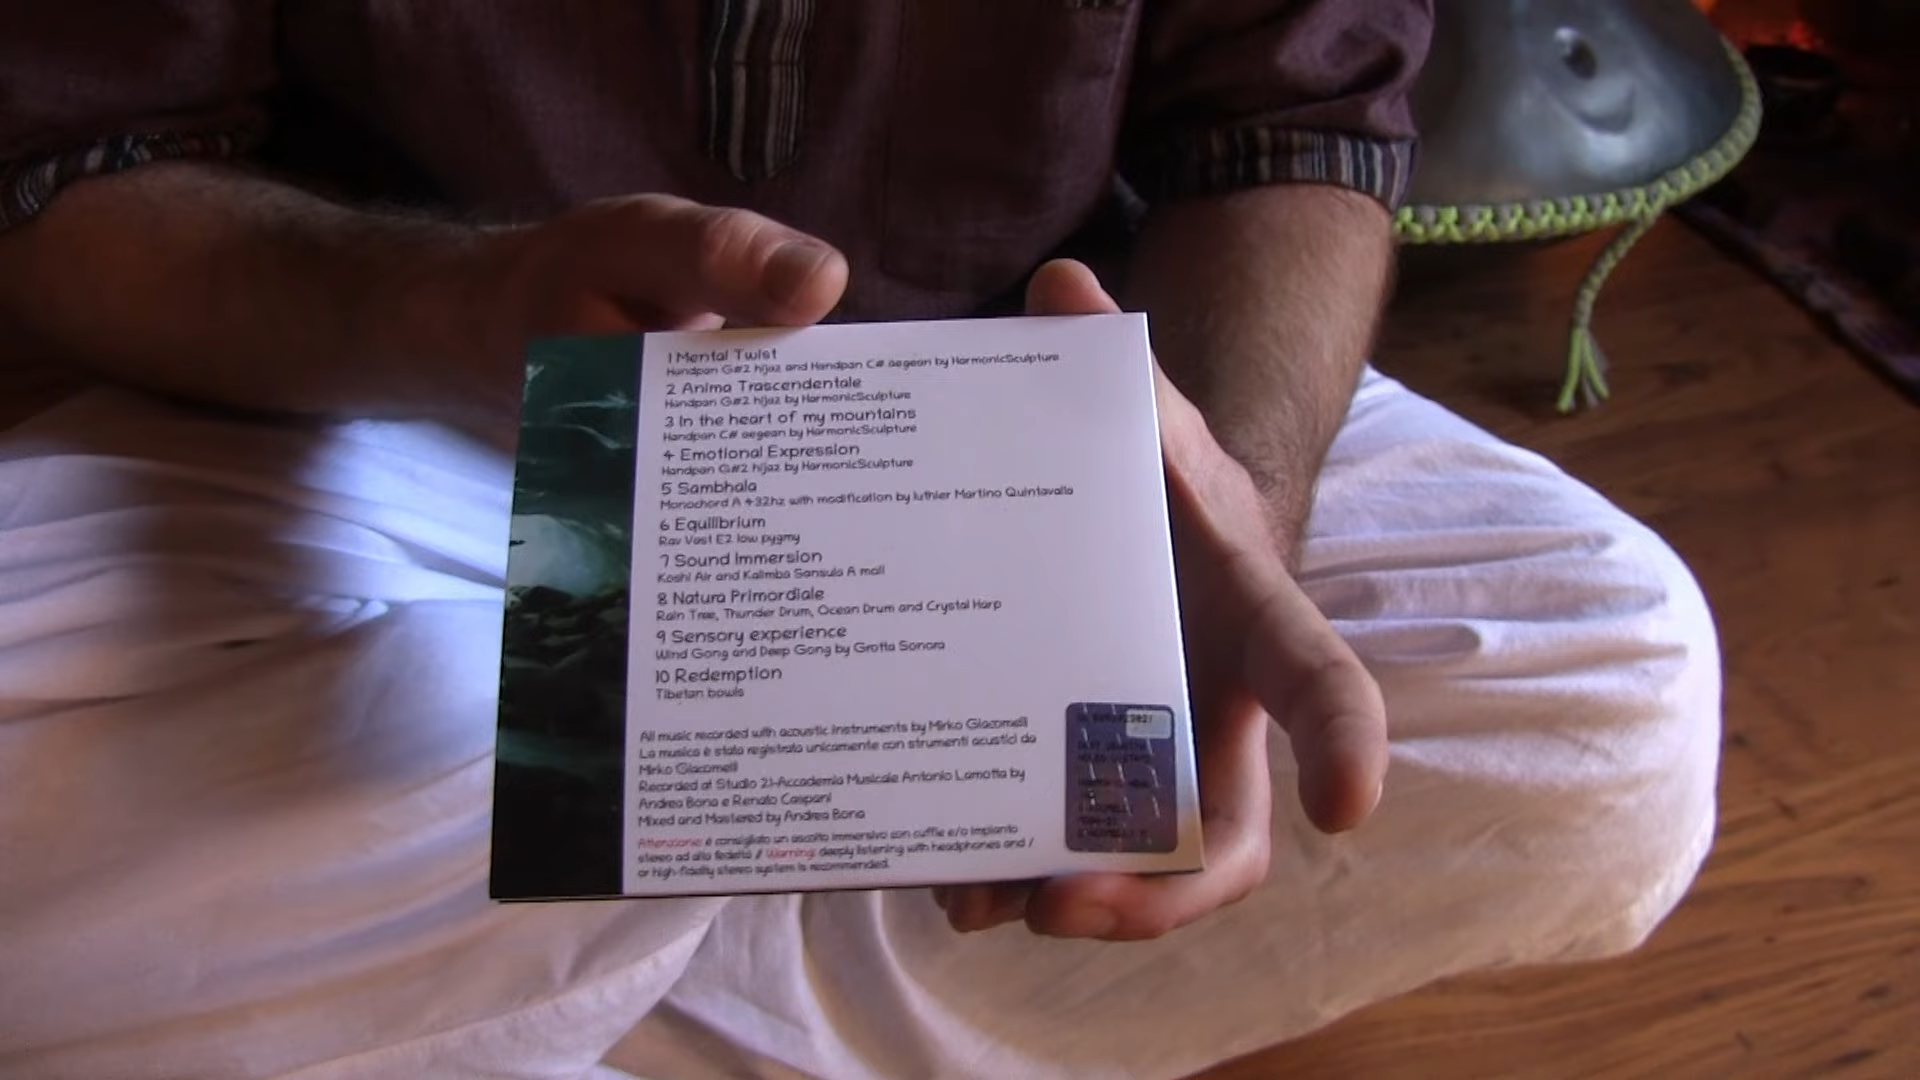 1 Mental Twist
Handpan G#2 hijaz and Handpan C# aegean by HarmonicSculpture
2 Anima Trascendentale
Handpan G#2 hijaz by HarmonicSculpture
3 In the heart of my mountains
Handpan C# aegean by HarmonicSculpture
4 Emotional Expression
Handpan G#2 hijaz by HarmonicSculpture
5 Sambhala
Monochord A 432hz with modification by luthier Martino Quintavalla
6 Equilibrium
Rav Vast E2 low pygmy
7 Sound Immersion
Koshi Air and Kalimba Sansula A moll
8 Natura Primordiale
Rain Tree, Thunder Drum, Ocean Drum and Crystal Harp
9 Sensory experience
Wind Gong and Deep Gong by Grotta Sonora
10 Redemption
Tibetan bowls
All music recorded with acoustic instruments by Mirko Giacomelli
La musica è stata registrata unicamente con strumenti acustici da
Mirko Giacomelli
Recorded at Studio 21-Accademia Musicale Antonio Lamotta by
Andrea Bona e Renato Caspani
Mixed and Mastered by Andrea Bona
Attenzione: è consigliato un ascolto immersivo con cuffie e/o impianto
stereo ad alta fedeltà // Warning: deeply listening with headphones and /
or high-fidelity stereo system is recommended.